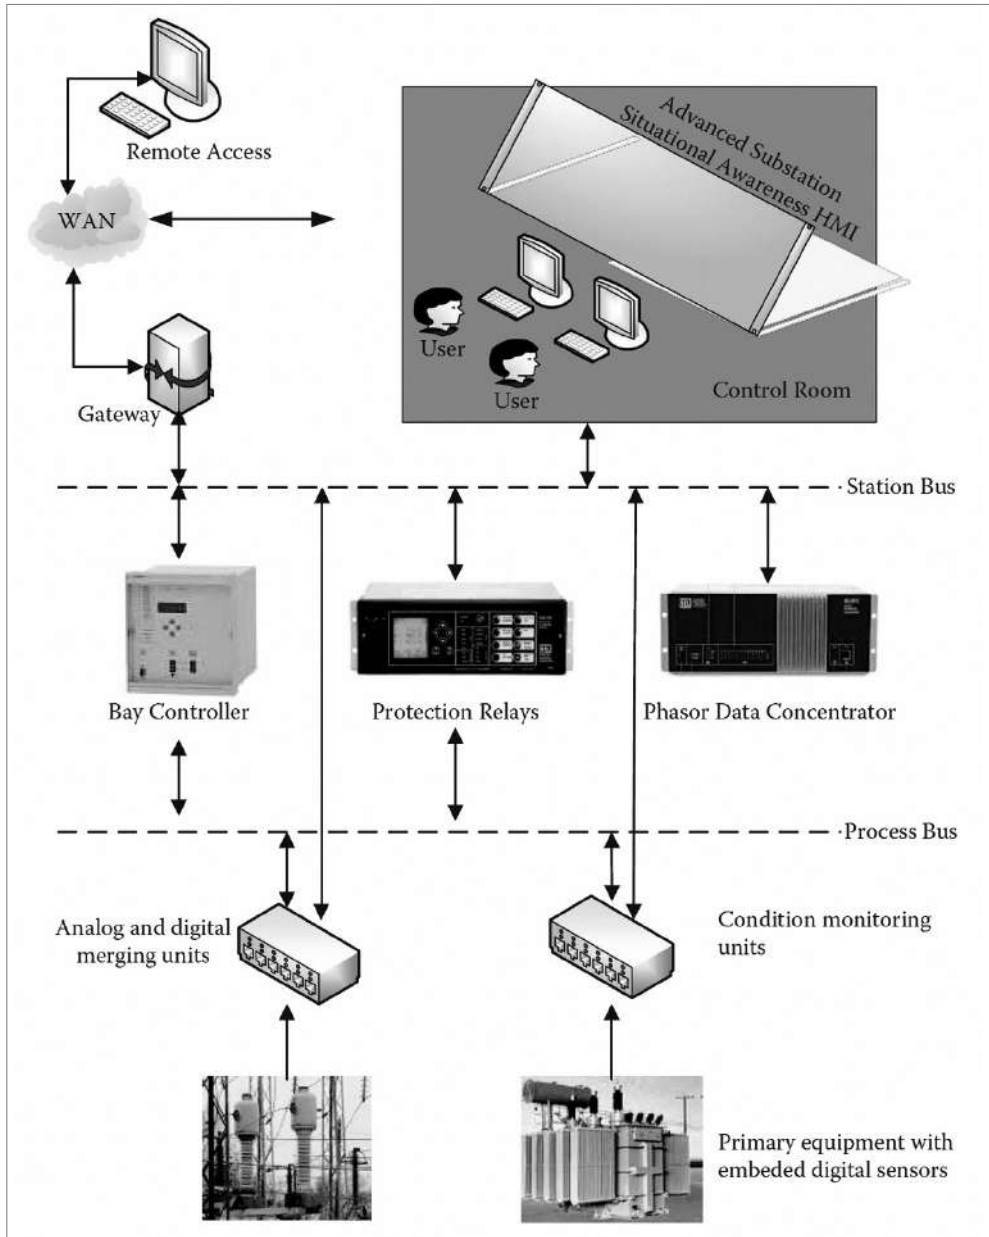 Remote Access
WAN
Gateway
Advanced Substation
Situational Awareness HMI
User
User
Control Room
Station Bus
Bay Controller
Protection Relays
Phasor Data Concentrator
Process Bus
Analog and digital
merging units
Condition monitoring
units
Primary equipment with
embeded digital sensors